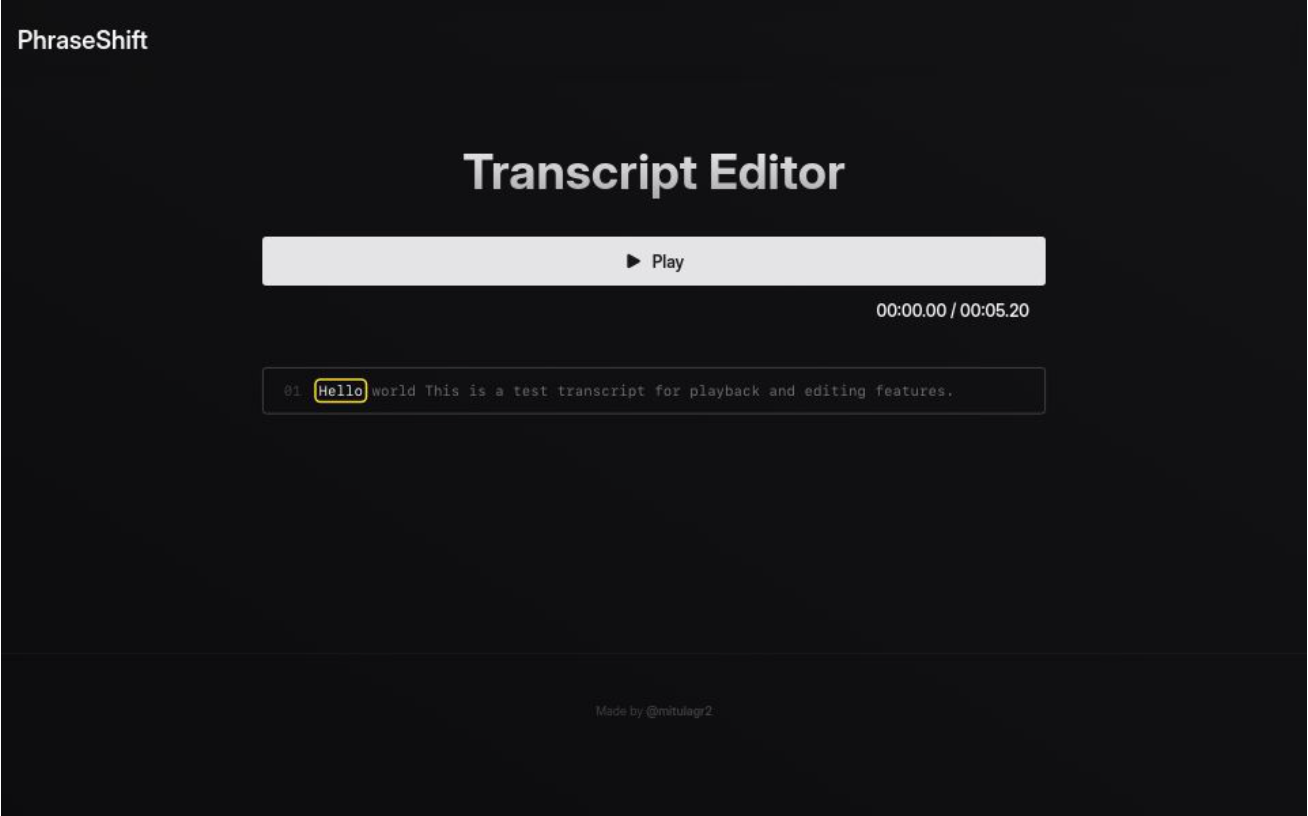 PhraseShift
Transcript Editor
Play
00:00.00 / 00:05.20
01 Hello world This is a test transcript for playback and editing features.
Made by @mitulagr2